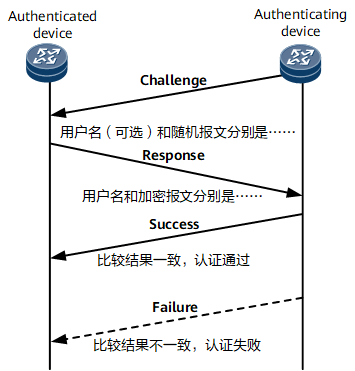 Authenticated
device
Authenticating
device
Challenge
用户名（可选）和随机报文分别是……
Response
用户名和加密报文分别是……
Success
比较结果一致，认证通过
Failure
比较结果不一致，认证失败